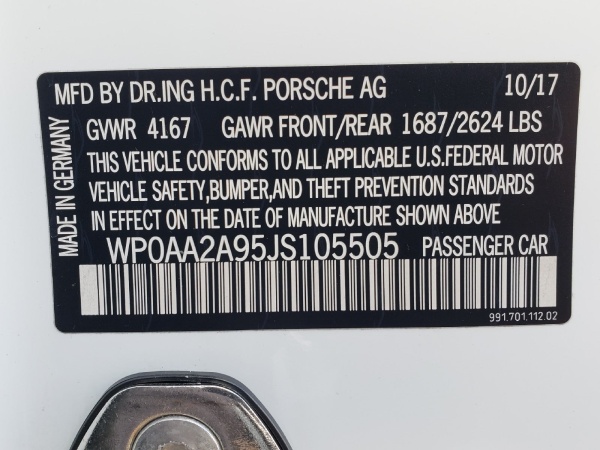 MFD BY DR.ING H.C.F. PORSCHE AG 10/17
MADE IN GERMANY
GVWR 4167 GAWR FRONT/REAR 1687/2624 LBS
THIS VEHICLE CONFORMS TO ALL APPLICABLE U.S.FEDERAL MOTOR
VEHICLE SAFETY,BUMPER,AND THEFT PREVENTION STANDARDS
IN EFFECT ON THE DATE OF MANUFACTURE SHOWN ABOVE
WP0AA2A95JS105505 PASSENGER CAR
991.701.112.02